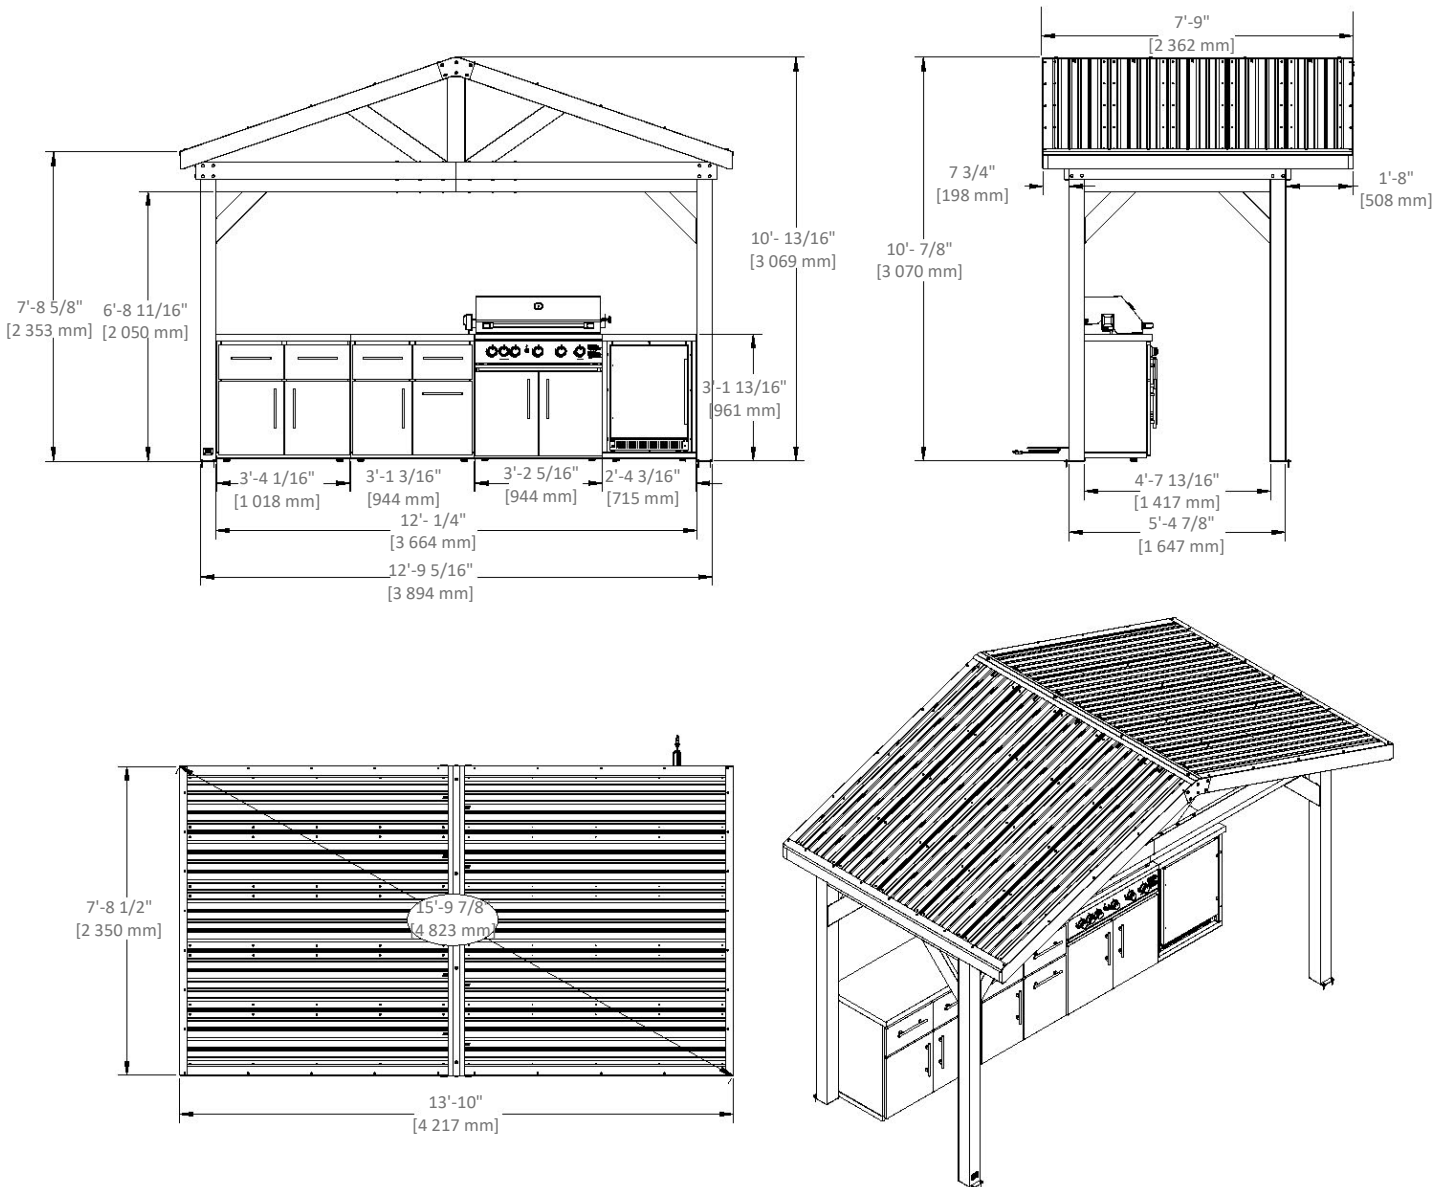 7'-9"
[2 362 mm]
7 3/4"
[198 mm]
1'-8"
[508 mm]
10'- 13/16"
[3 069 mm]
10'- 7/8"
[3 070 mm]
7'-8 5/8"
[2 353 mm]
6'-8 11/16"
[2 050 mm]
3'-1 13/16"
[961 mm]
3'-4 1/16"
[1 018 mm]
3'-1 3/16"
[944 mm]
3'-2 5/16"
[944 mm]
2'-4 3/16"
[715 mm]
12'- 1/4"
[3 664 mm]
12'-9 5/16"
[3 894 mm]
4'-7 13/16"
[1 417 mm]
5'-4 7/8"
[1 647 mm]
7'-8 1/2"
[2 350 mm]
15'-9 7/8"
[4 823 mm]
13'-10"
[4 217 mm]